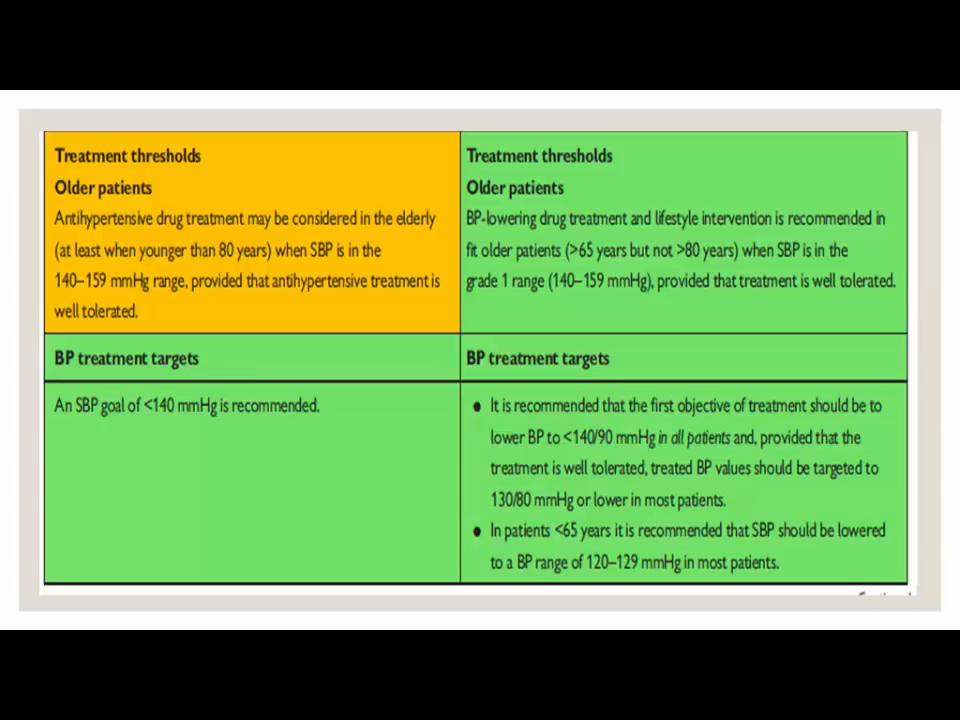 Treatment thresholds
Older patients
Antihypertensive drug treatment may be considered in the elderly
(at least when younger than 80 years) when SBP is in the
140–159 mmHg range, provided that antihypertensive treatment is
well tolerated.
Treatment thresholds
Older patients
BP-lowering drug treatment and lifestyle intervention is recommended in
fit older patients (>65 years but not >80 years) when SBP is in the
grade 1 range (140–159 mmHg), provided that treatment is well tolerated.
BP treatment targets
BP treatment targets
An SBP goal of <140 mmHg is recommended.
● It is recommended that the first objective of treatment should be to
lower BP to <140/90 mmHg in all patients and, provided that the
treatment is well tolerated, treated BP values should be targeted to
130/80 mmHg or lower in most patients.
● In patients <65 years it is recommended that SBP should be lowered
to a BP range of 120–129 mmHg in most patients.